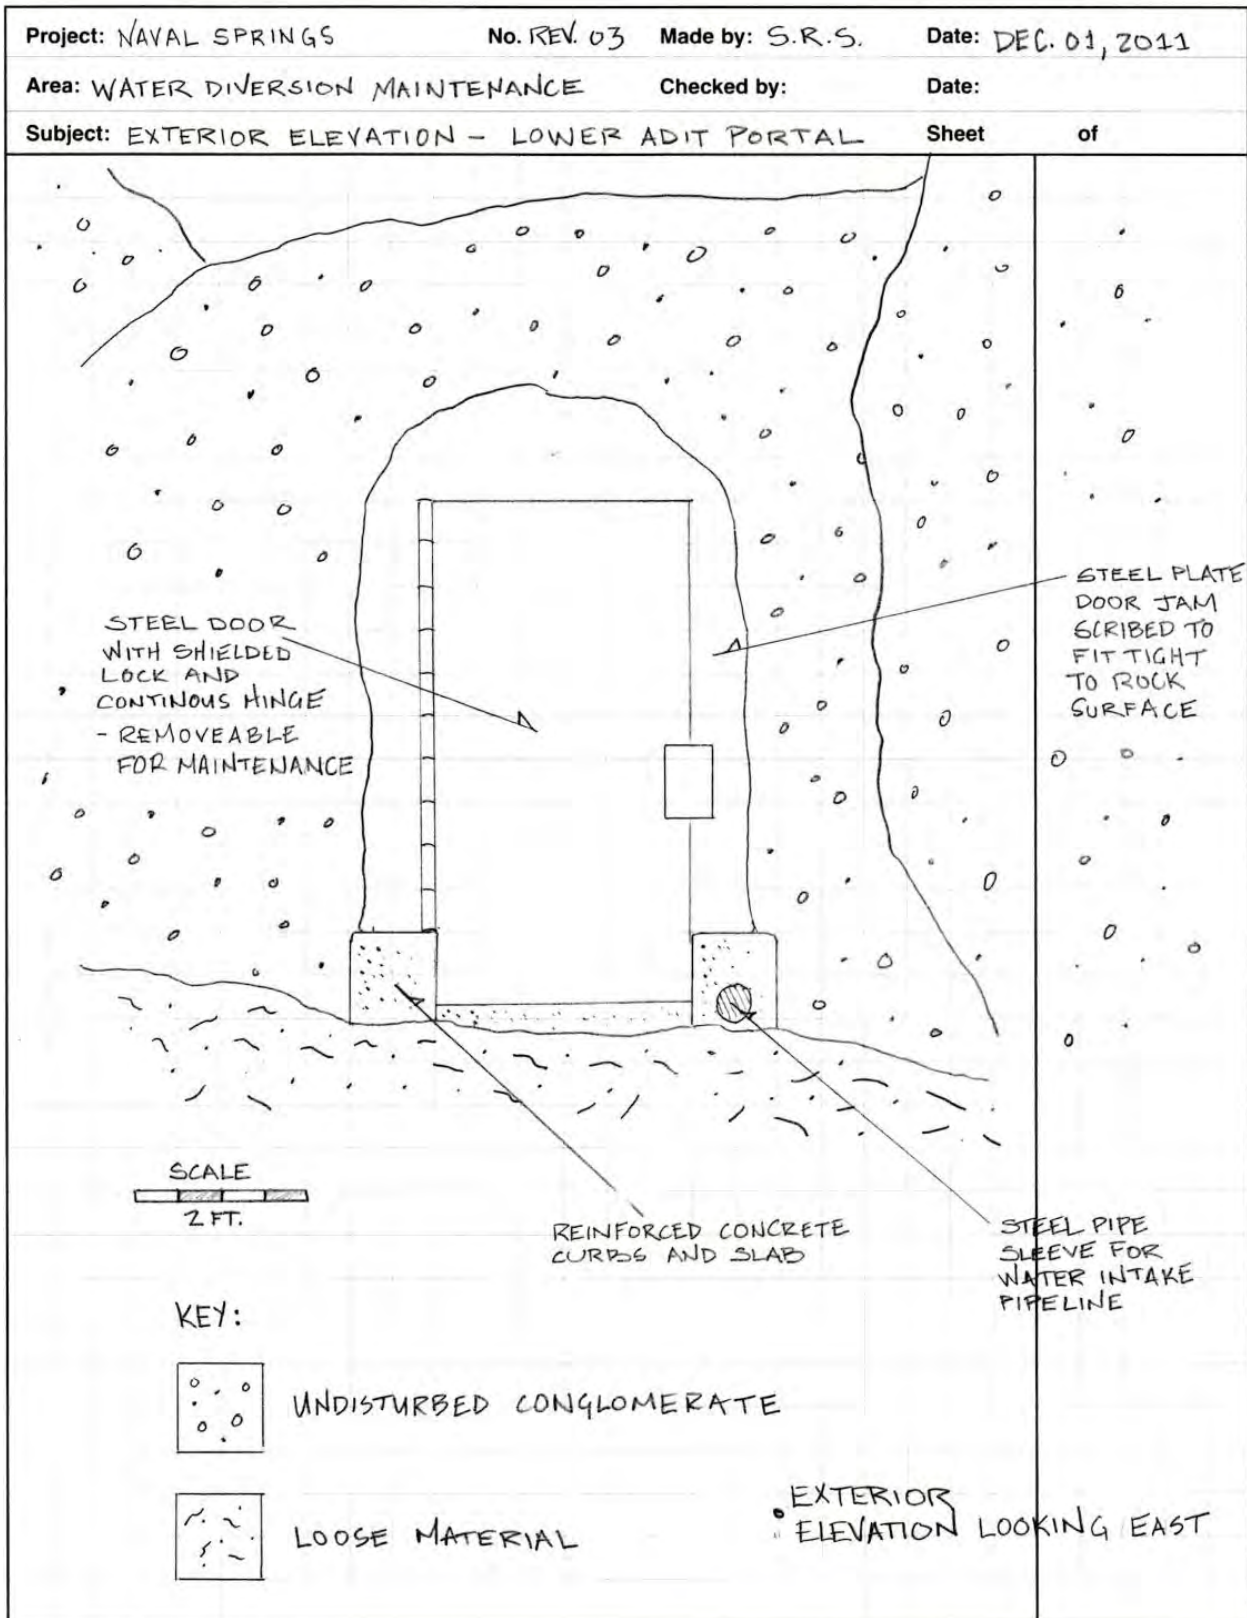 Project: NAVAL SPRINGS No. REV. 03 Made by: S.R.S. Date: DEC. 01, 2011
Area: WATER DIVERSION MAINTENANCE Checked by: Date:
Subject: EXTERIOR ELEVATION - LOWER ADIT PORTAL Sheet of
STEEL DOOR
WITH SHIELDED
LOCK AND
CONTINOUS HINGE
- REMOVEABLE
FOR MAINTENANCE
STEEL PLATE
DOOR JAM
SCRIBED TO
FIT TIGHT
TO ROCK
SURFACE
SCALE
2 FT.
REINFORCED CONCRETE
CURBS AND SLAB
STEEL PIPE
SLEEVE FOR
WATER INTAKE
PIPELINE
KEY:
UNDISTURBED CONGLOMERATE
LOOSE MATERIAL
EXTERIOR
ELEVATION LOOKING EAST